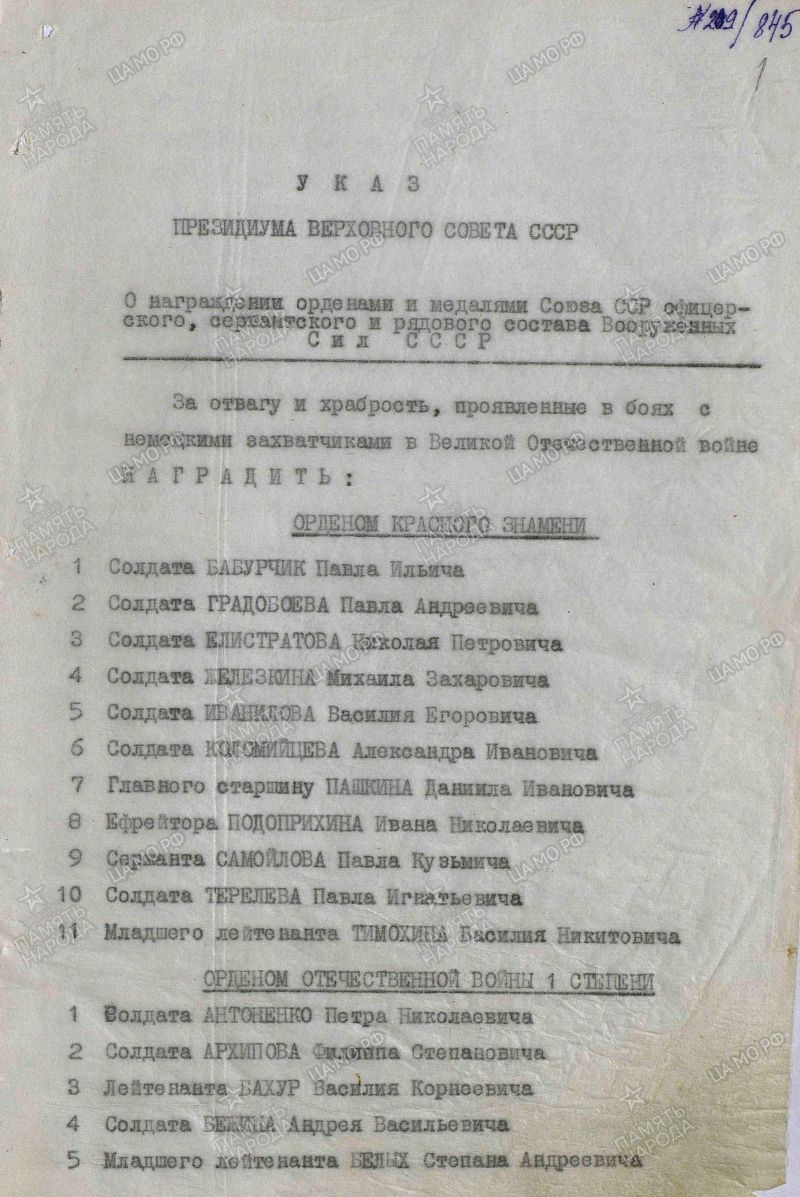 № 209/845
1
У К А З
ПРЕЗИДИУМА ВЕРХОВНОГО СОВЕТА СССР
О награждении орденами и медалями Союза ССР офицер-
ского, сержантского и рядового состава Вооруженных
Сил СССР
За отвагу и храбрость, проявленные в боях с
немецкими захватчиками в Великой Отечественной войне
Н А Г Р А Д И Т Ь :
ОРДЕНОМ КРАСНОГО ЗНАМЕНИ
1 Солдата БАБУРЧИК Павла Ильича
2 Солдата ГРАДОБОЕВА Павла Андреевича
3 Солдата ЕЛИСТРАТОВА Николая Петровича
4 Солдата ЖЕЛЕЗКИНА Михаила Захаровича
5 Солдата ИВАНИЛОВА Василия Егоровича
6 Солдата КОЛОМИЙЦЕВА Александра Ивановича
7 Главного старшину ПАШКИНА Даниила Ивановича
8 Ефрейтора ПОДОПРИХИНА Ивана Николаевича
9 Сержанта САМОЙЛОВА Павла Кузьмича
10 Солдата ТЕРЕЛЕВА Павла Игнатьевича
11 Младшего лейтенанта ТИМОХИНА Василия Никитовича
ОРДЕНОМ ОТЕЧЕСТВЕННОЙ ВОЙНЫ 1 СТЕПЕНИ
1 Солдата АНТОНЕНКО Петра Николаевича
2 Солдата АРХИПОВА Филиппа Степановича
3 Лейтенанта БАХУР Василия Корнеевича
4 Солдата Андрея Васильевича
5 Младшего лейтенанта БЕЛЫХ Степана Андреевича